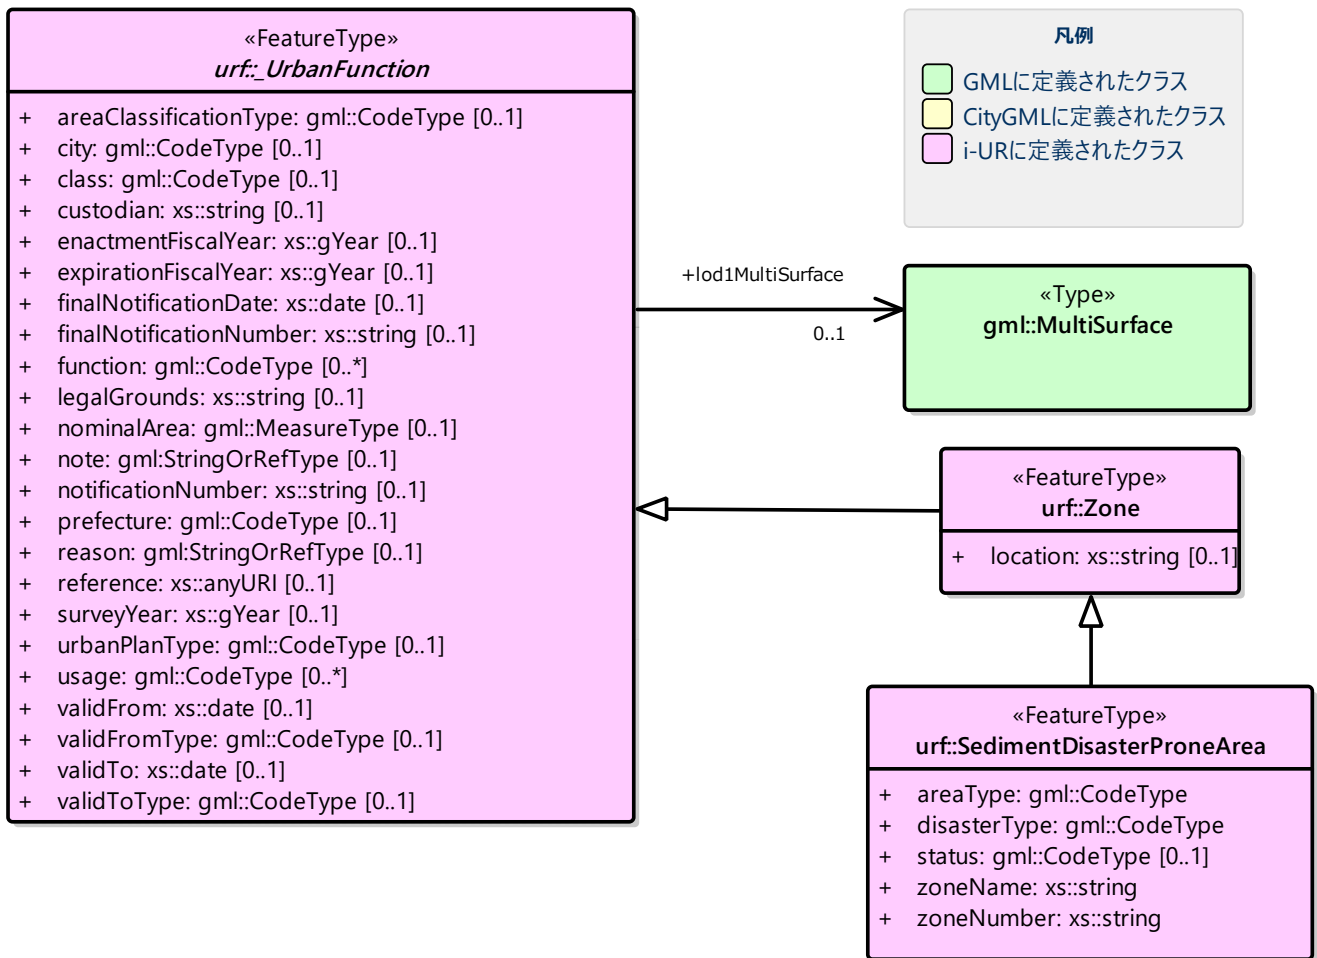 «FeatureType»
urf::_UrbanFunction
+ areaClassificationType: gml::CodeType [0..1]
+ city: gml::CodeType [0..1]
+ class: gml::CodeType [0..1]
+ custodian: xs::string [0..1]
+ enactmentFiscalYear: xs::gYear [0..1]
+ expirationFiscalYear: xs::gYear [0..1]
+ finalNotificationDate: xs::date [0..1]
+ finalNotificationNumber: xs::string [0..1]
+ function: gml::CodeType [0..*]
+ legalGrounds: xs::string [0..1]
+ nominalArea: gml::MeasureType [0..1]
+ note: gml:StringOrRefType [0..1]
+ notificationNumber: xs::string [0..1]
+ prefecture: gml::CodeType [0..1]
+ reason: gml:StringOrRefType [0..1]
+ reference: xs::anyURI [0..1]
+ surveyYear: xs::gYear [0..1]
+ urbanPlanType: gml::CodeType [0..1]
+ usage: gml::CodeType [0..*]
+ validFrom: xs::date [0..1]
+ validFromType: gml::CodeType [0..1]
+ validTo: xs::date [0..1]
+ validToType: gml::CodeType [0..1]
凡例
GMLに定義されたクラス
CityGMLに定義されたクラス
i-URに定義されたクラス
+lod1MultiSurface
0..1
«Type»
gml::MultiSurface
«FeatureType»
urf::Zone
+ location: xs::string [0..1]
«FeatureType»
urf::SedimentDisasterProneArea
+ areaType: gml::CodeType
+ disasterType: gml::CodeType
+ status: gml::CodeType [0..1]
+ zoneName: xs::string
+ zoneNumber: xs::string